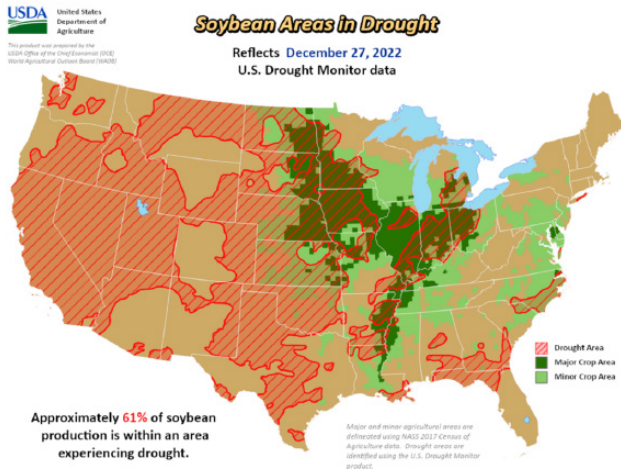 USDA
United States
Department of
Agriculture
This product was prepared by the
USDA Office of the Chief Economist (OCE)
World Agricultural Outlook Board (WAOB)
Soybean Areas in Drought
Reflects December 27, 2022
U.S. Drought Monitor data
Drought Area
Major Crop Area
Minor Crop Area
Approximately 61% of soybean
production is within an area
experiencing drought.
Major and minor agricultural areas are
delineated using NASS 2017 Census of
Agriculture data. Drought areas are
identified using the U.S. Drought Monitor
product.